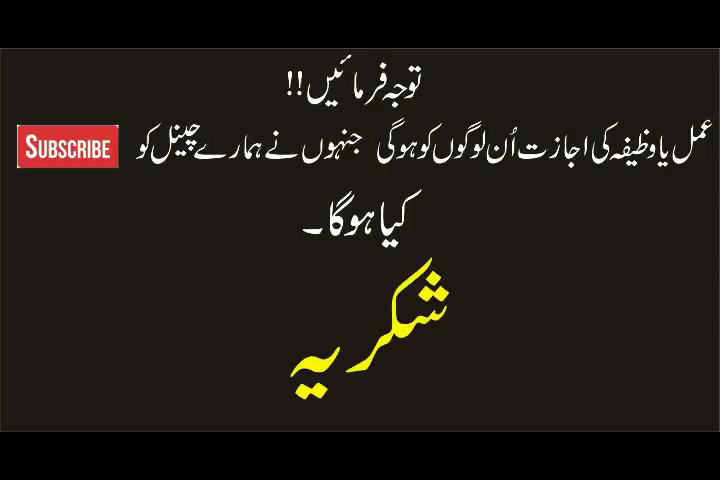 توجہ فرمائیں!!
عمل یا وظیفہ کی اجازت اُن لوگوں کو ہوگی جنہوں نے ہمارے چینل کو SUBSCRIBE
کیا ہوگا۔
شکریہ